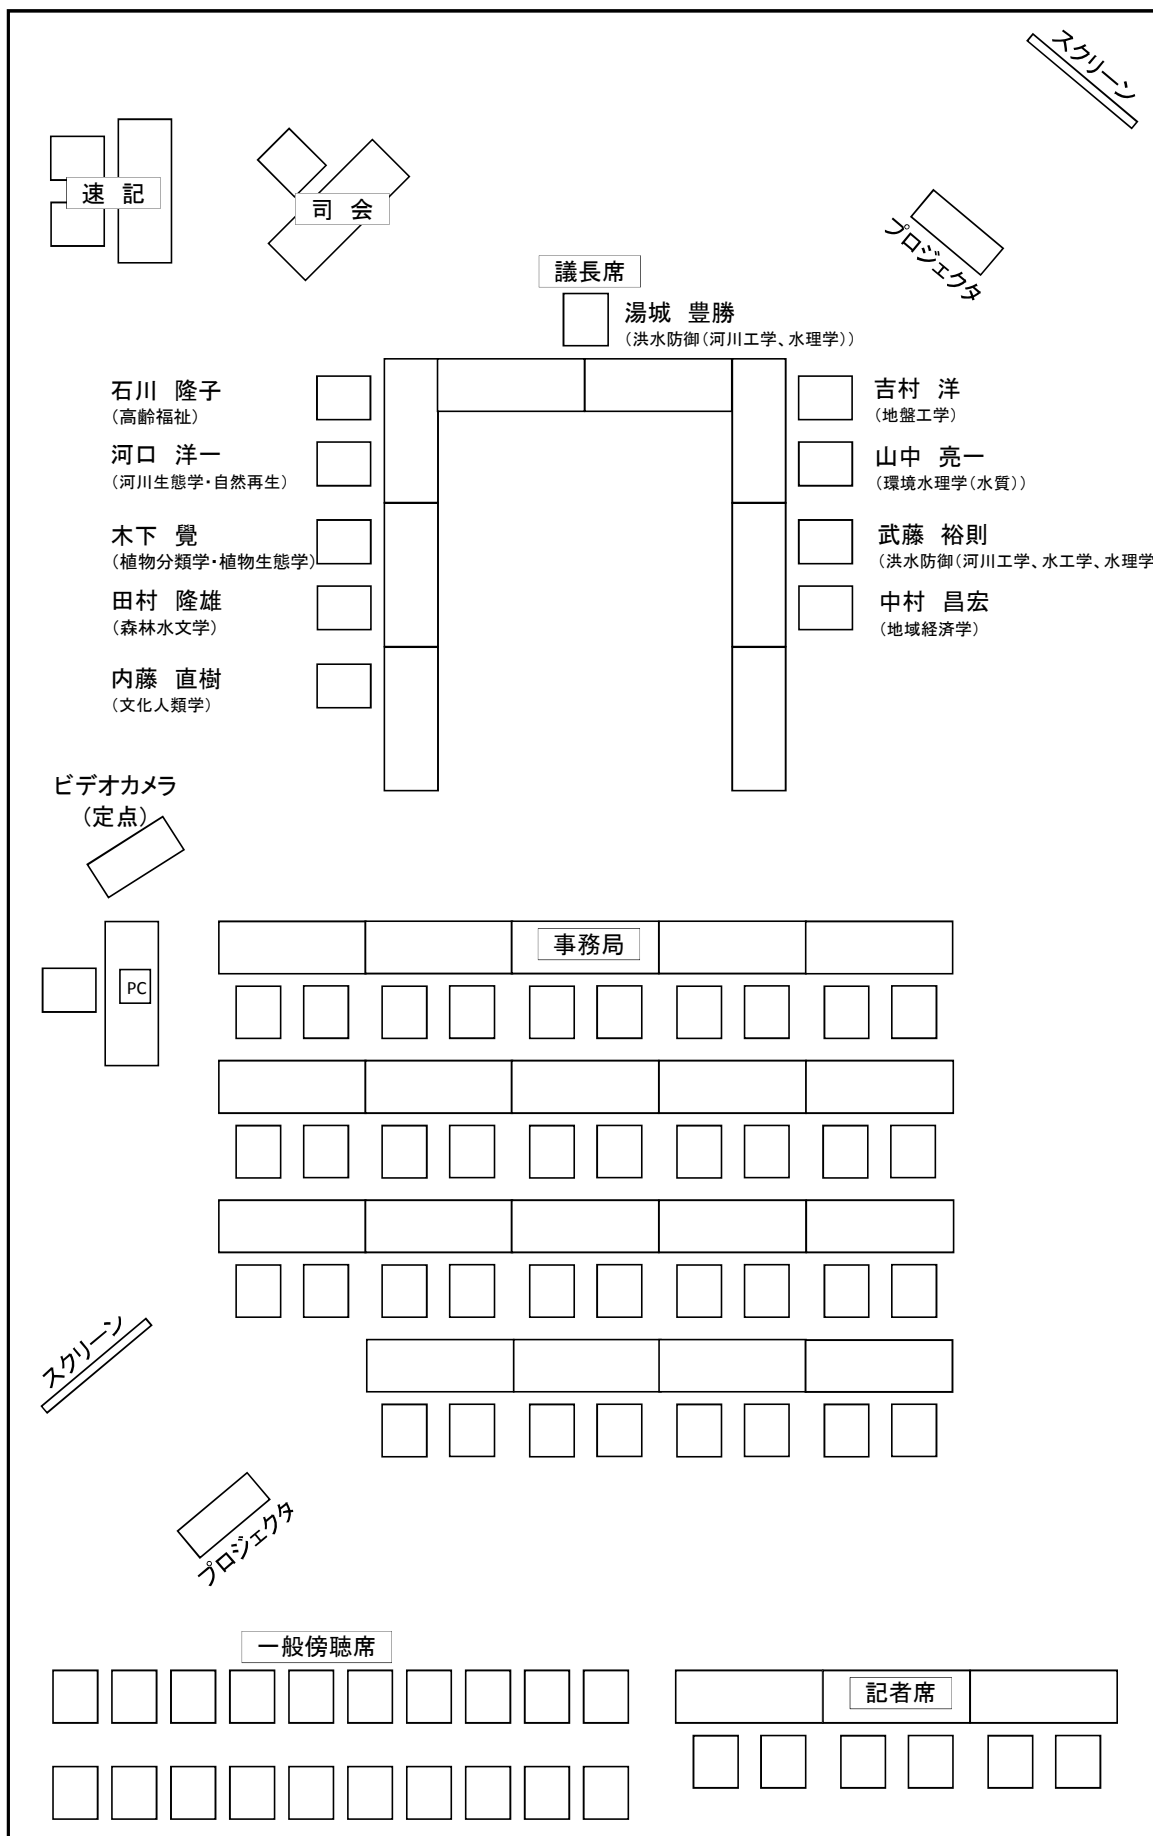 スクリーン
速　記
司　会
プロジェクタ
議長席
湯城　豊勝
（洪水防御（河川工学、水理学））
石川　隆子
（高齢福祉）
河口　洋一
（河川生態学・自然再生）
木下　覺
（植物分類学・植物生態学）
田村　隆雄
（森林水文学）
内藤　直樹
（文化人類学）
吉村　洋
（地盤工学）
山中　亮一
（環境水理学（水質））
武藤　裕則
（洪水防御（河川工学、水工学、水理学
中村　昌宏
（地域経済学）
ビデオカメラ
（定点）
事務局
PC
スクリーン
プロジェクタ
一般傍聴席
記者席